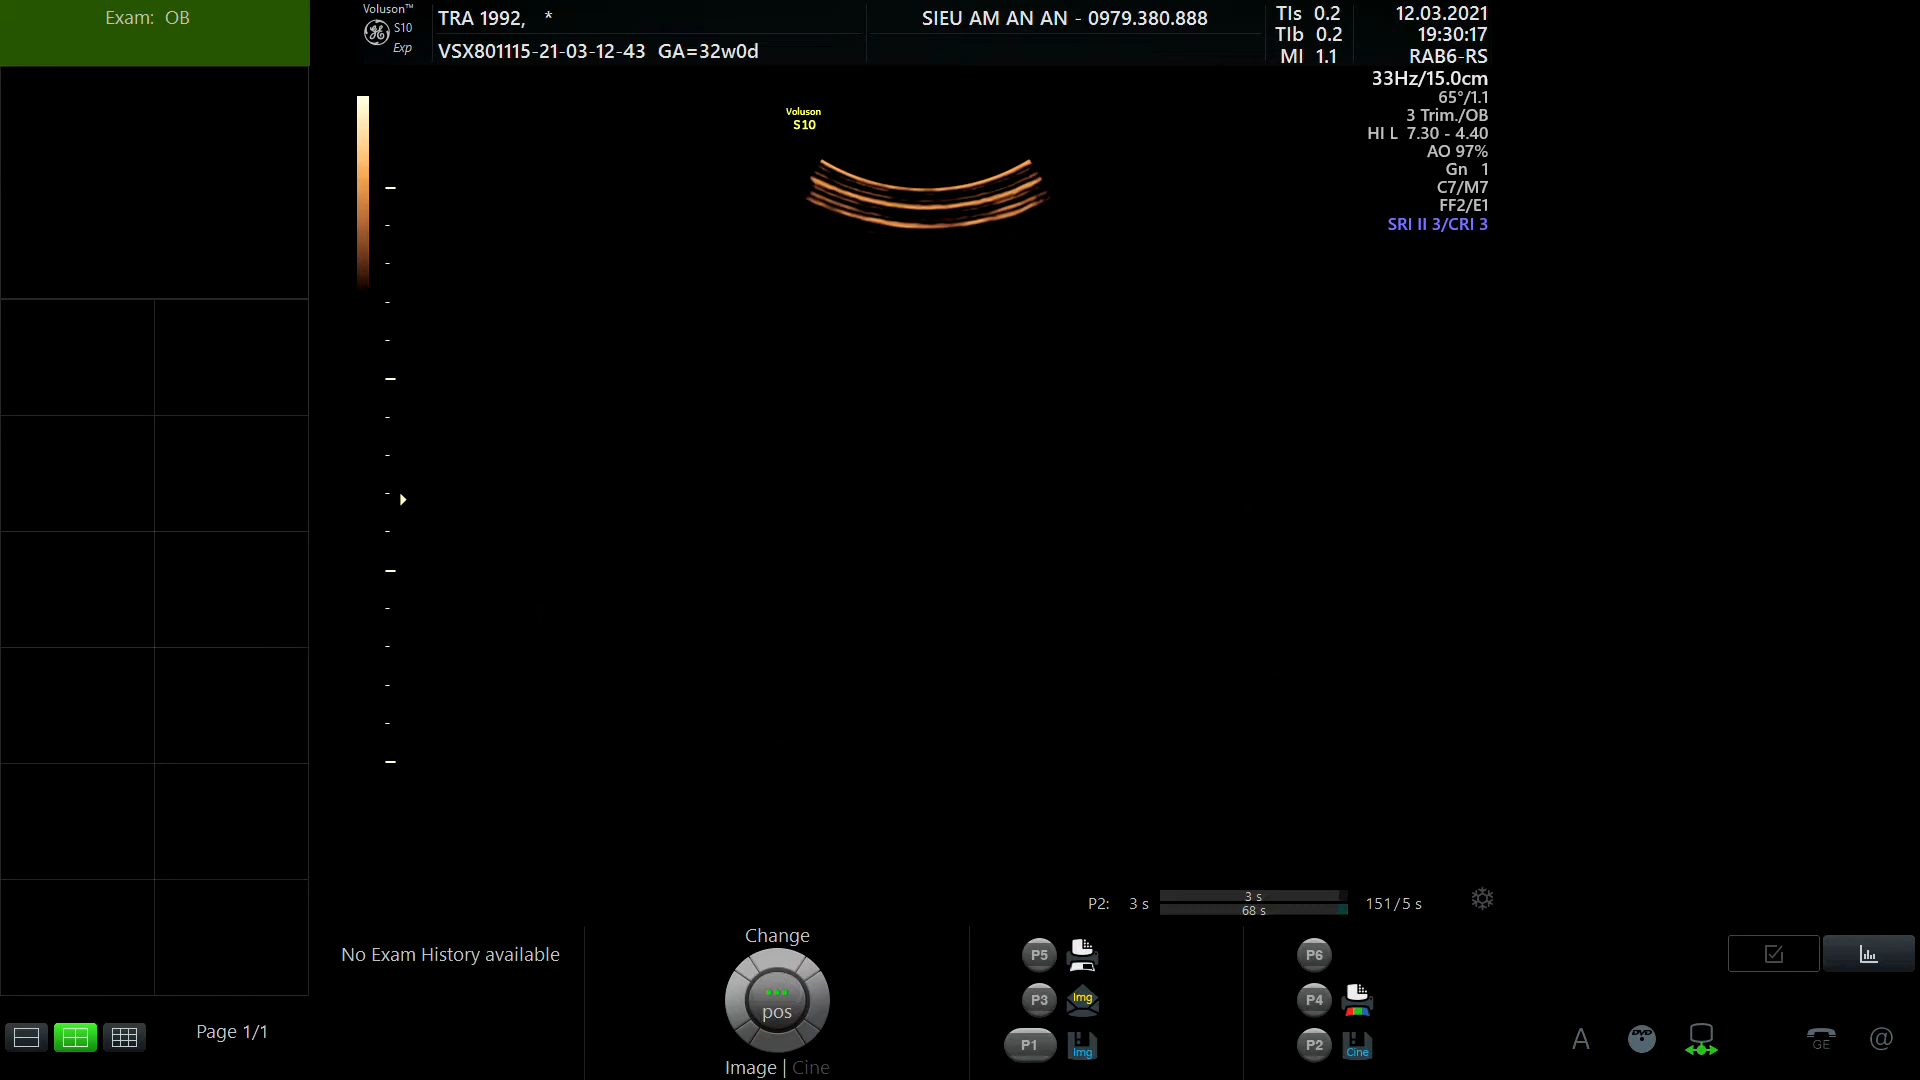 Exam: OB
Voluson™
S10
Exp
TRA 1992, *
VSX801115-21-03-12-43 GA=32w0d
SIEU AM AN AN - 0979.380.888
TIs 0.2
TIb 0.2
MI 1.1
12.03.2021
19:30:17
RAB6-RS
33Hz/15.0cm
65°/1.1
3 Trim./OB
HI L 7.30 - 4.40
AO 97%
Gn 1
C7/M7
FF2/E1
SRI II 3/CRI 3
Voluson
S10
P2: 3 s
3 s
68 s
151/5 s
No Exam History available
Change
pos
Image | Cine
P5
P3 Img
P1 Img
P6
P4
P2 Cine
Page 1/1
A
DVD
GE
@